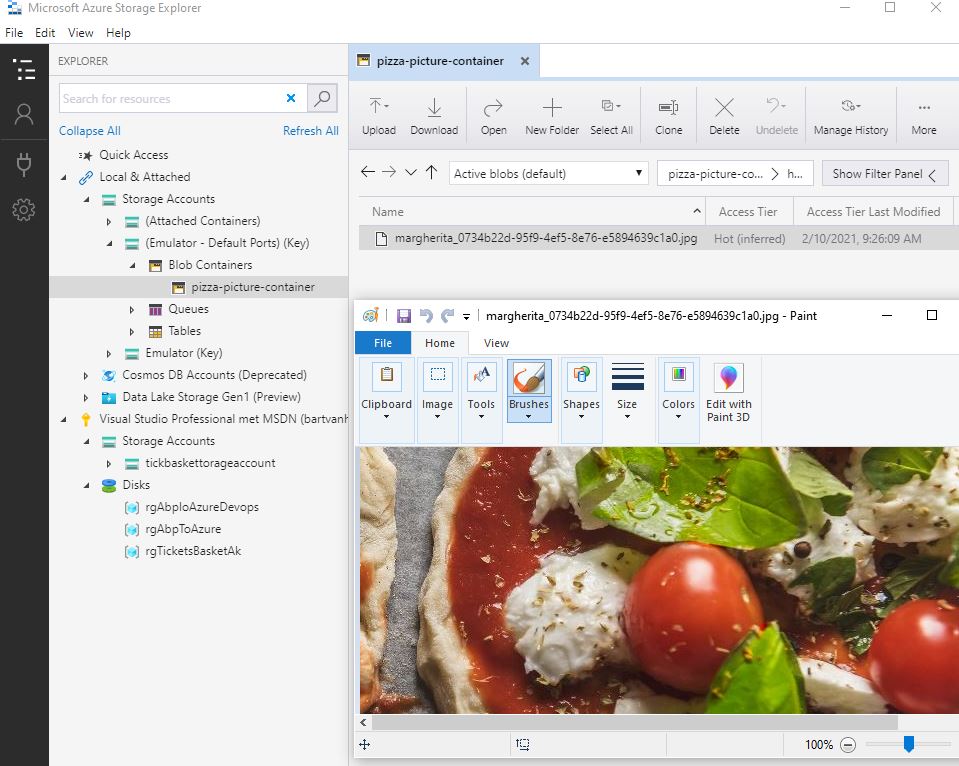 Microsoft Azure Storage Explorer
File Edit View Help
EXPLORER
Search for resources
Collapse All Refresh All
Quick Access
Local & Attached
Storage Accounts
(Attached Containers)
(Emulator - Default Ports) (Key)
Blob Containers
pizza-picture-container
Queues
Tables
Emulator (Key)
Cosmos DB Accounts (Deprecated)
Data Lake Storage Gen1 (Preview)
Visual Studio Professional met MSDN (bartvanh
Storage Accounts
tickbaskettorageaccount
Disks
rgAbpIoAzureDevops
rgAbpToAzure
rgTicketsBasketAk
pizza-picture-container
Upload Download Open New Folder Select All Clone Delete Undelete Manage History More
Active blobs (default) pizza-picture-co... h... Show Filter Panel
Name Access Tier Access Tier Last Modified
margherita_0734b22d-95f9-4ef5-8e76-e5894639c1a0.jpg Hot (inferred) 2/10/2021, 9:26:09 AM
margherita_0734b22d-95f9-4ef5-8e76-e5894639c1a0.jpg - Paint
File Home View
Clipboard Image Tools Brushes Shapes Size Colors Edit with
Paint 3D
100%